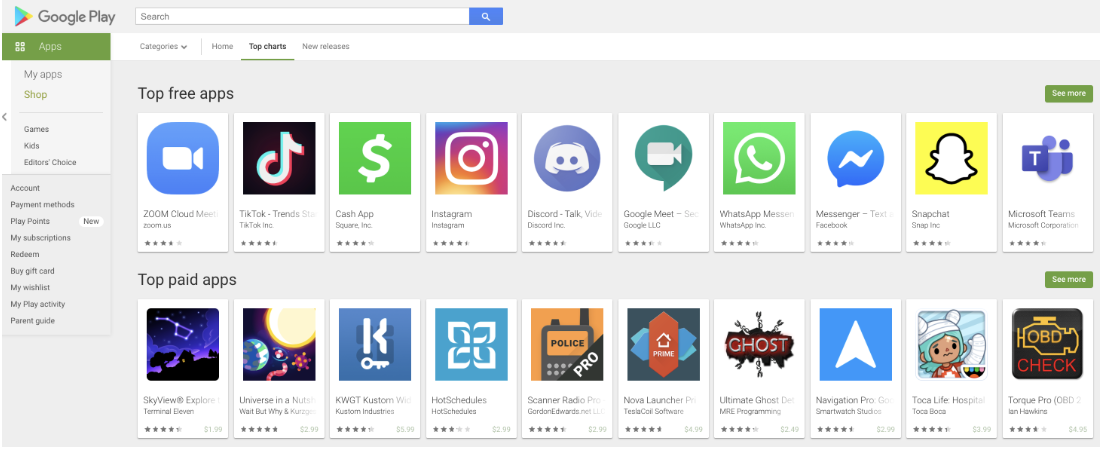 Google Play
Search
Apps
Categories
Home
Top charts
New releases
My apps
Shop
Games
Kids
Editors' Choice
Account
Payment methods
Play Points
New
My subscriptions
Redeem
Buy gift card
My wishlist
My Play activity
Parent guide
Top free apps
See more
ZOOM Cloud Meet
zoom.us
TikTok - Trends Sta
TikTok Inc.
Cash App
Square, Inc.
Instagram
Instagram
Discord - Talk, Vide
Discord Inc.
Google Meet – Sec
Google LLC
WhatsApp Messen
WhatsApp Inc.
Messenger – Text a
Facebook
Snapchat
Snap Inc
T
Microsoft Teams
Microsoft Corporation
Top paid apps
See more
SkyView® Explore
Terminal Eleven
$1.99
Universe in a Nutsh
Wait But Why & Kurzges
$2.99
KWGT Kustom Wid
Kustom Industries
$5.99
HotSchedules
HotSchedules
$2.99
POLICE
PRO
Scanner Radio Pro
GordonEdwards.net LLC
$2.99
PRIME
Nova Launcher Pri
TeslaCoil Software
$4.99
GHOST
Ultimate Ghost Det
MRE Programming
$2.49
Navigation Pro: Goo
Smartwatch Studios
$2.99
Toca Life: Hospital
Toca Boca
$3.99
OBD
CHECK
Torque Pro (OBD 2
Ian Hawkins
$4.95